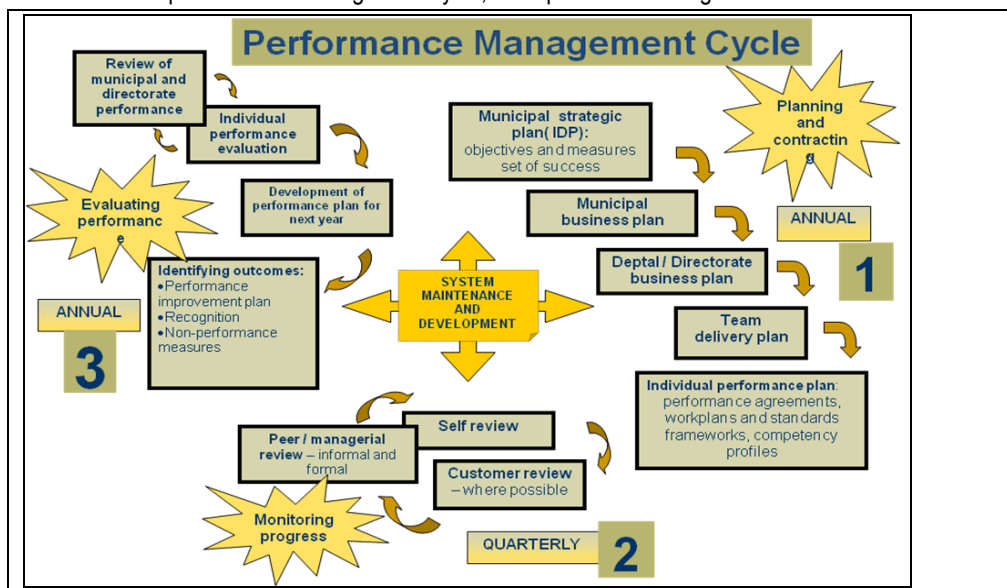 Performance Management Cycle
Review of
municipal and
directorate
performance
Individual
performance
evaluation
Development of
performance plan for
next year
Evaluating
performanc
e
Identifying outcomes:
•Performance
improvement plan
•Recognition
•Non-performance
measures
ANNUAL
3
Municipal strategic
plan( IDP):
objectives and measures
set of success
Planning
and
contractin
g
Municipal
business plan
ANNUAL
1
Deptal / Directorate
business plan
Team
delivery plan
Individual performance plan:
performance agreements,
workplans and standards
frameworks, competency
profiles
SYSTEM
MAINTENANCE
AND
DEVELOPMENT
Self review
Peer / managerial
review – informal and
formal
Customer review
– where possible
Monitoring
progress
QUARTERLY
2